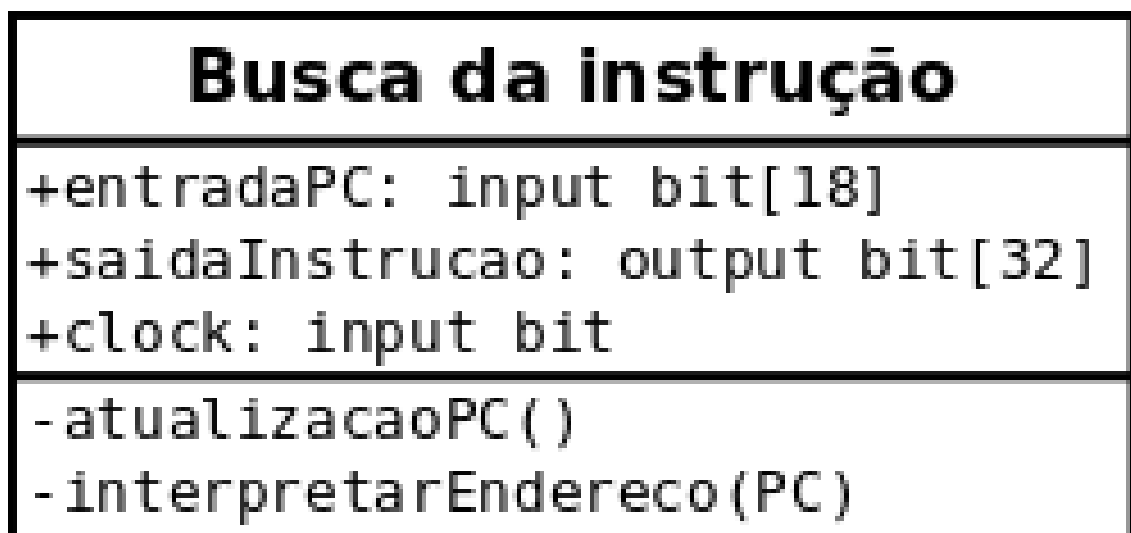 Busca da instrução
+entradaPC: input bit[18]
+saidaInstrucao: output bit[32]
+clock: input bit
-atualizacaoPC()
-interpretarEndereco(PC)